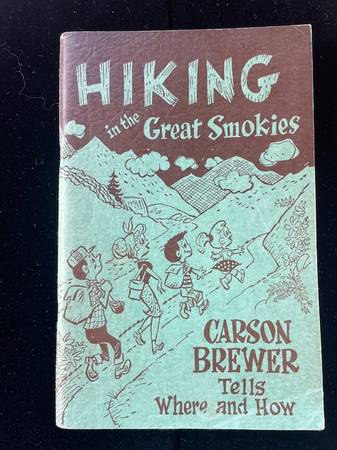 HIKING
in the Great Smokies
CARSON
BREWER
Tells
Where and How